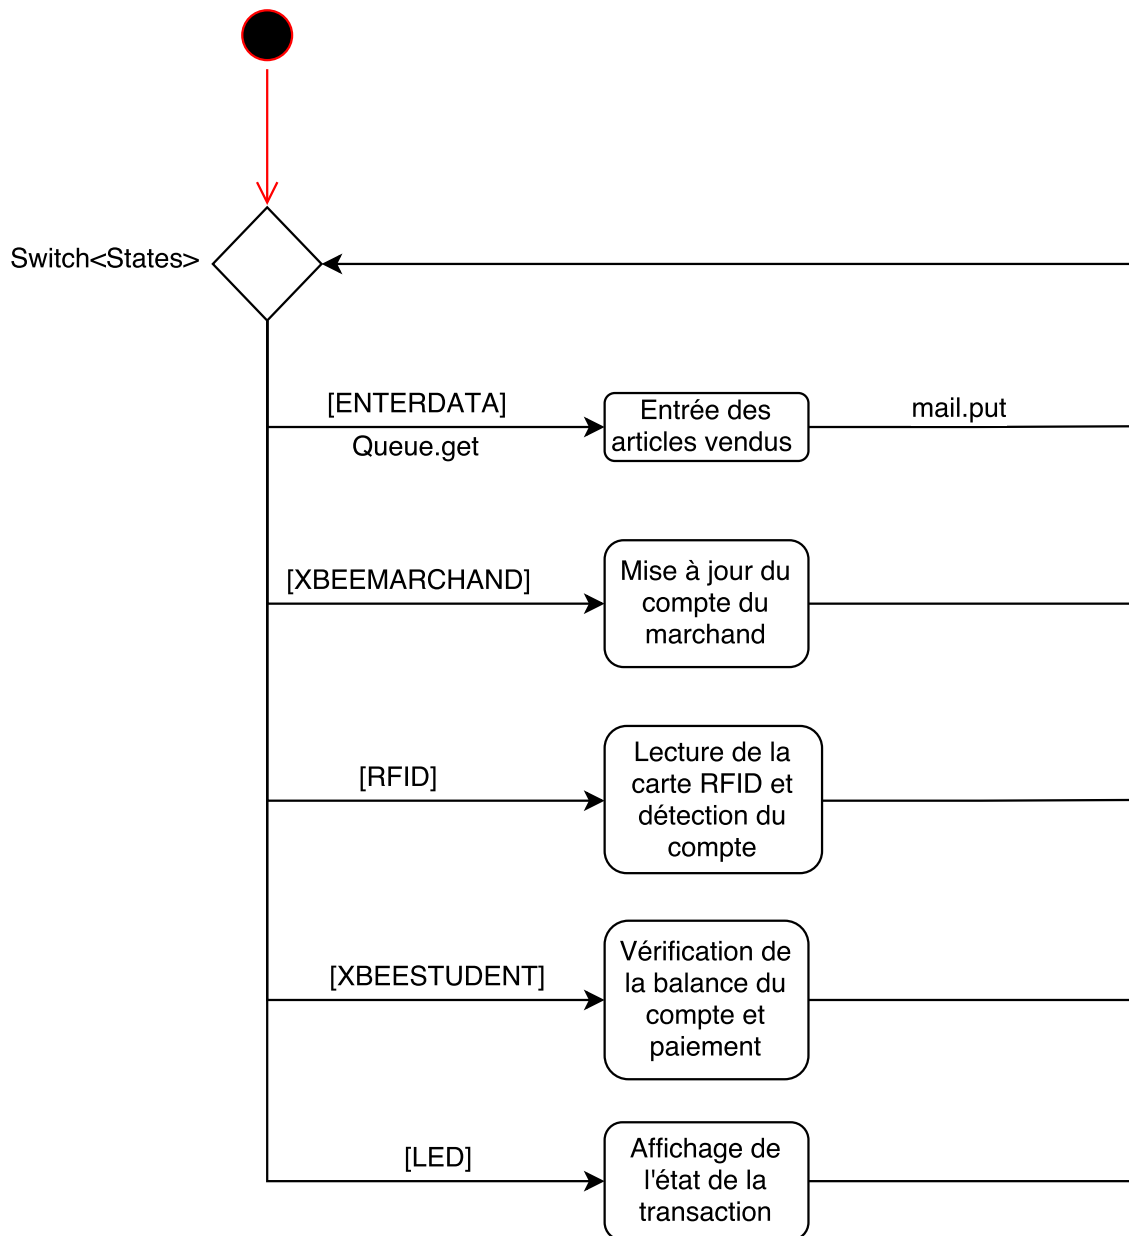 Switch<States>
[ENTERDATA]
Queue.get
Entrée des
articles vendus
mail.put
[XBEEMARCHAND]
Mise à jour du
compte du
marchand
[RFID]
Lecture de la
carte RFID et
détection du
compte
[XBEESTUDENT]
Vérification de
la balance du
compte et
paiement
[LED]
Affichage de
l'état de la
transaction